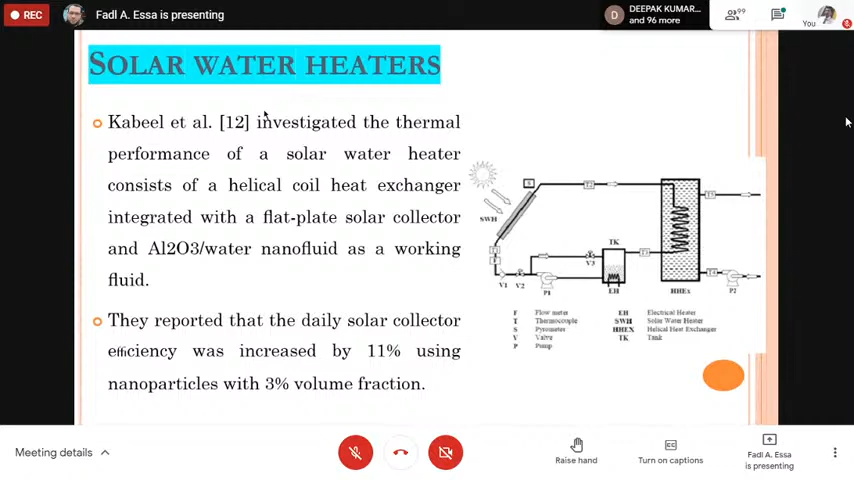 REC
Fadl A. Essa is presenting
D
DEEPAK KUMAR...
and 96 more
99
You
SOLAR WATER HEATERS
Kabeel et al. [12] investigated the thermal
performance of a solar water heater
consists of a helical coil heat exchanger
integrated with a flat-plate solar collector
and Al2O3/water nanofluid as a working
fluid.
They reported that the daily solar collector
efficiency was increased by 11% using
nanoparticles with 3% volume fraction.
S
SWH
T2
V1
V2
P1
V3
TK
EH
HHEx
P2
F Flow meter
T Thermocouple
S Pyrometer
V Valve
P Pump
EH Electrical Heater
SWH Solar Water Heater
HHEX Helical Heat Exchanger
TK Tank
Meeting details
Raise hand
Turn on captions
Fadl A. Essa
is presenting